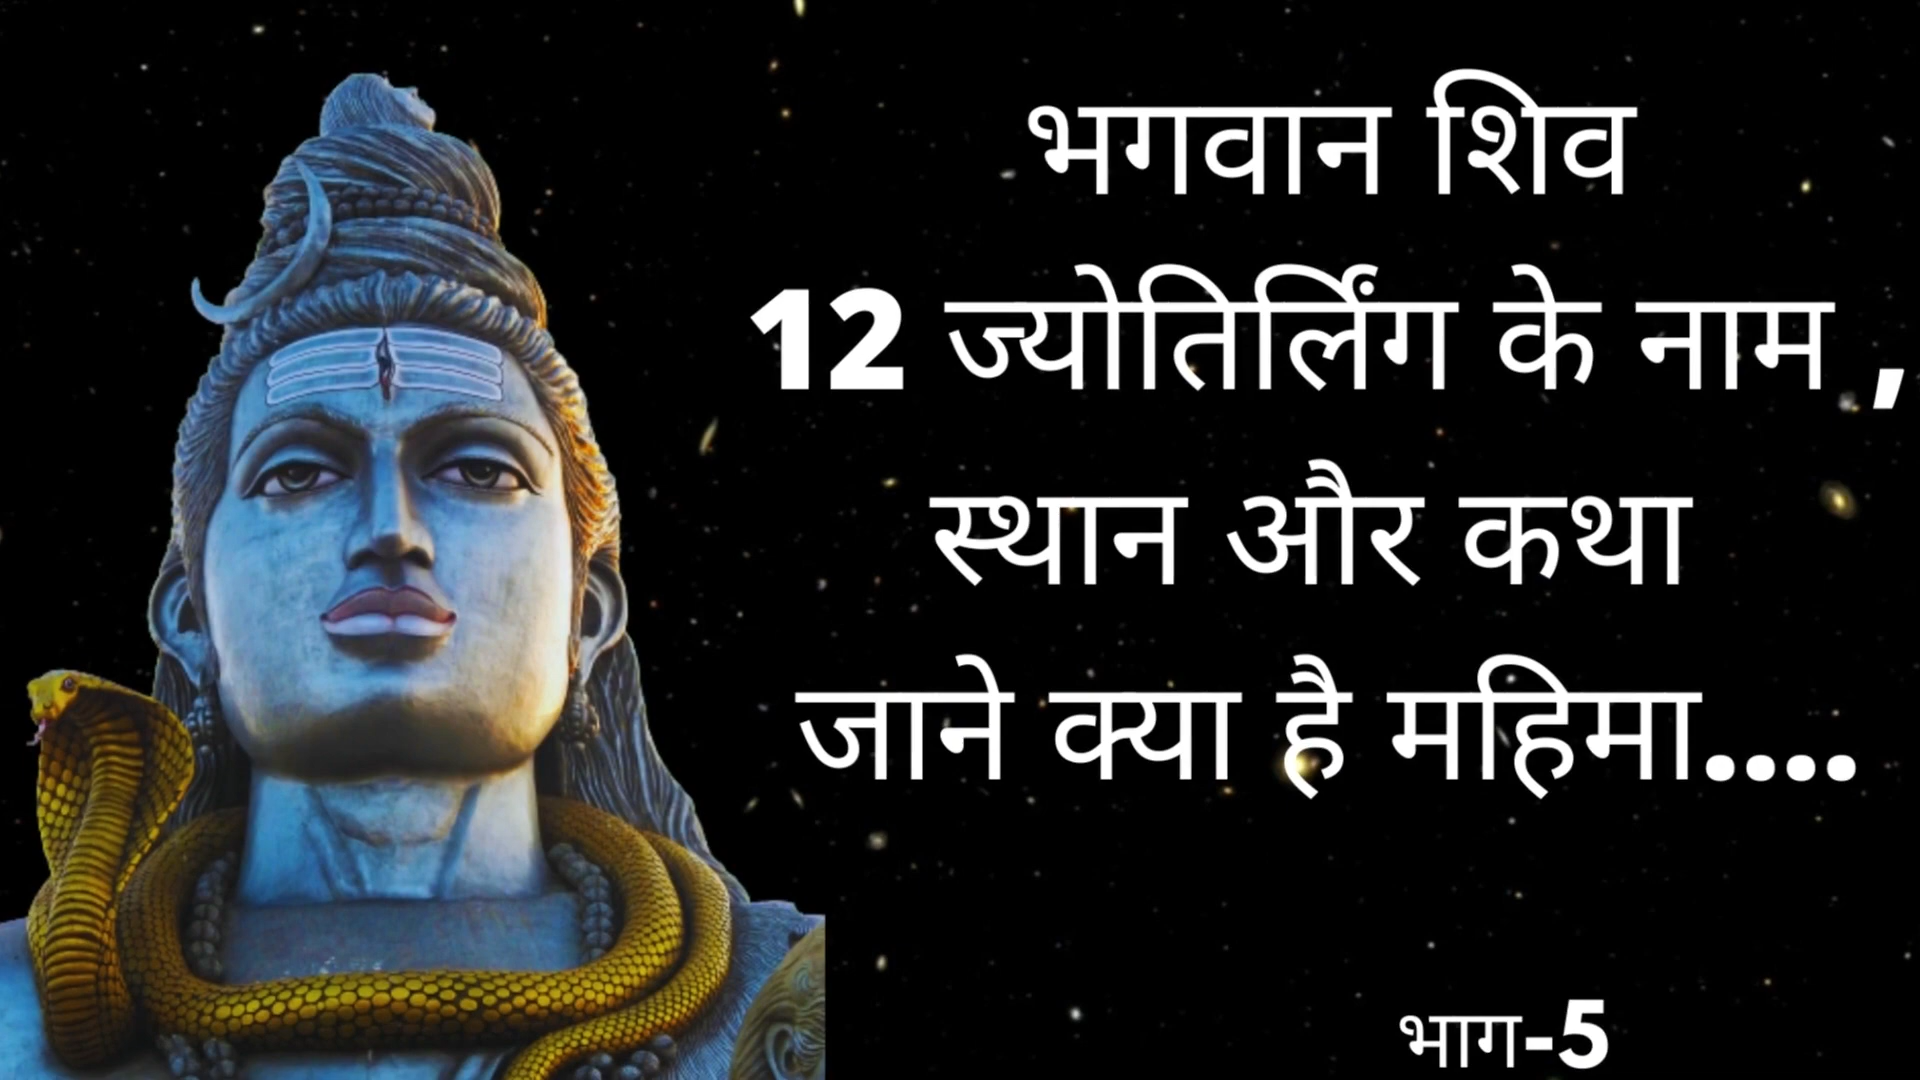 भगवान शिव
12 ज्योतिर्लिंग के नाम ,
स्थान और कथा
जाने क्या है महिमा....
भाग-5